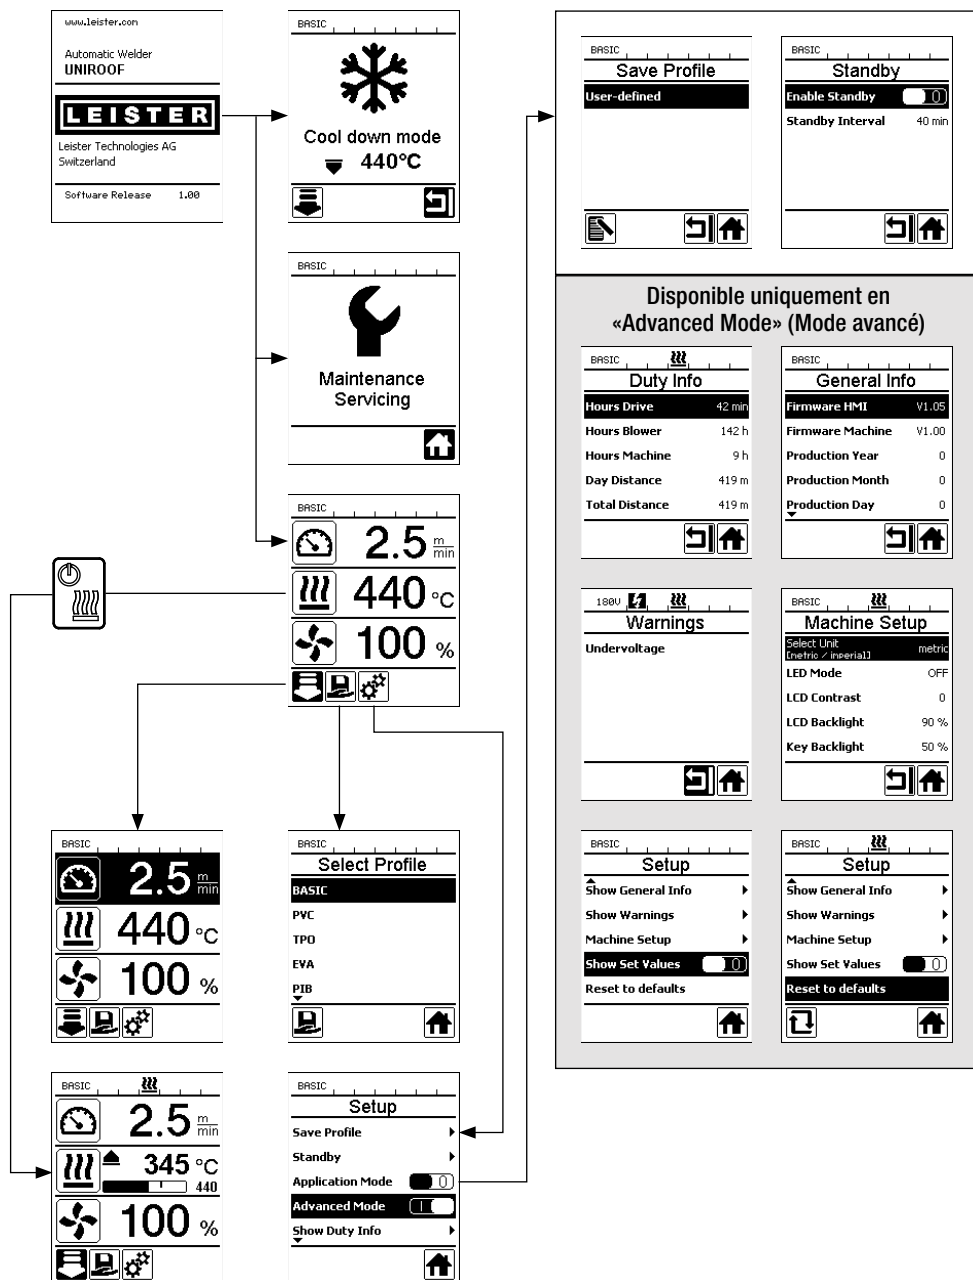 www.leister.com
Automatic Welder
UNIROOF
LEISTER
Leister Technologies AG
Switzerland
Software Release 1.00
BASIC
Cool down mode
440°C
BASIC
Maintenance
Servicing
BASIC
2.5 m/min
440 °C
100 %
BASIC
2.5 m/min
440 °C
100 %
BASIC
Select Profile
BASIC
PVC
TPO
EVA
PIB
BASIC
2.5 m/min
345 °C
440
100 %
BASIC
Setup
Save Profile
Standby
Application Mode 0
Advanced Mode I
Show Duty Info
BASIC
Save Profile
User-defined
BASIC
Standby
Enable Standby 0
Standby Interval 40 min
Disponible uniquement en
«Advanced Mode» (Mode avancé)
BASIC
Duty Info
Hours Drive 42 min
Hours Blower 142 h
Hours Machine 9 h
Day Distance 419 m
Total Distance 419 m
BASIC
General Info
Firmware HMI V1.05
Firmware Machine V1.00
Production Year 0
Production Month 0
Production Day 0
180V
Warnings
Undervoltage
BASIC
Machine Setup
Select Unit
[metric / imperial] metric
LED Mode OFF
LCD Contrast 0
LCD Backlight 90 %
Key Backlight 50 %
BASIC
Setup
Show General Info
Show Warnings
Machine Setup
Show Set Values 0
Reset to defaults
BASIC
Setup
Show General Info
Show Warnings
Machine Setup
Show Set Values 0
Reset to defaults